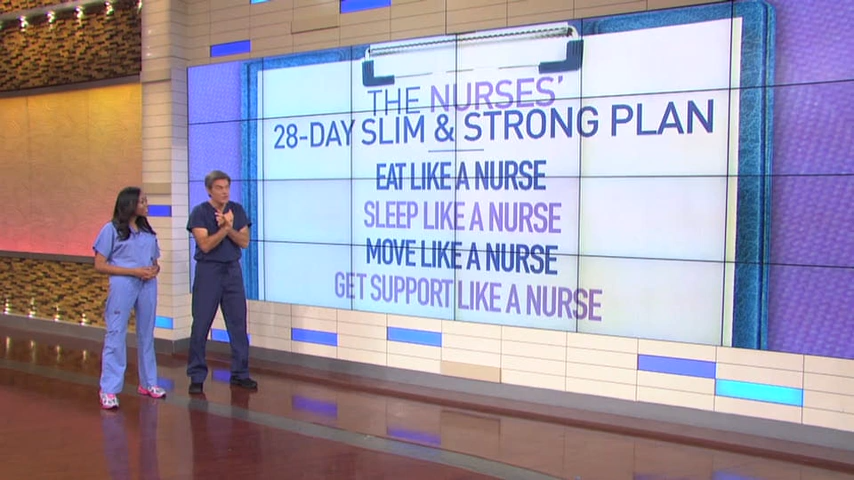 THE NURSES'
28-DAY SLIM & STRONG PLAN
EAT LIKE A NURSE
SLEEP LIKE A NURSE
MOVE LIKE A NURSE
GET SUPPORT LIKE A NURSE